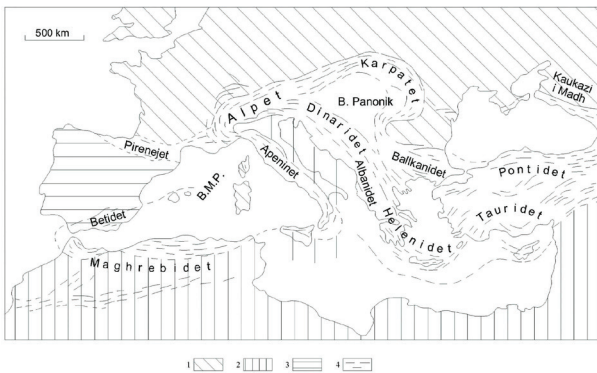 500 km
Karpatet
Kaukazi
i Madh
B. Panonik
Alpet
Dinaridet
Pirenejet
Apeninet
Albanidet
Ballkanidet
Pontidet
B.M.P.
Tauridet
Betidet
Helenidet
Maghrebidet
1 2 3 4